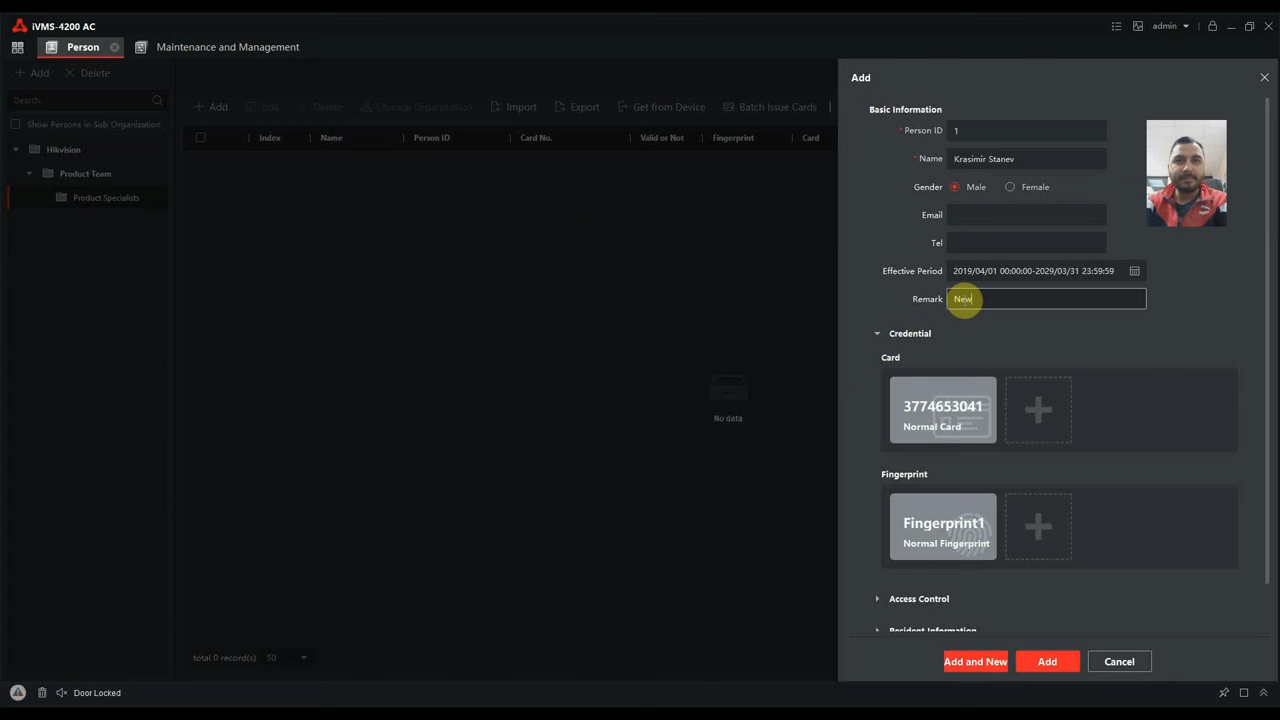 iVMS-4200 AC
admin
Person
Maintenance and Management
Add
Delete
Search...
Show Persons in Sub Organization
Hikvision
Product Team
Product Specialists
Add
Edit
Delete
Change Organization
Import
Export
Get from Device
Batch Issue Cards
Index
Name
Person ID
Card No.
Valid or Not
Fingerprint
Card
No data
total 0 record(s)
50
Add
Basic Information
* Person ID 1
* Name Krasimir Stanev
Gender Male Female
Email
Tel
Effective Period 2019/04/01 00:00:00-2029/03/31 23:59:59
Remark New
Credential
Card
3774653041
Normal Card
Fingerprint
Fingerprint1
Normal Fingerprint
Access Control
Resident Information
Add and New
Add
Cancel
Door Locked